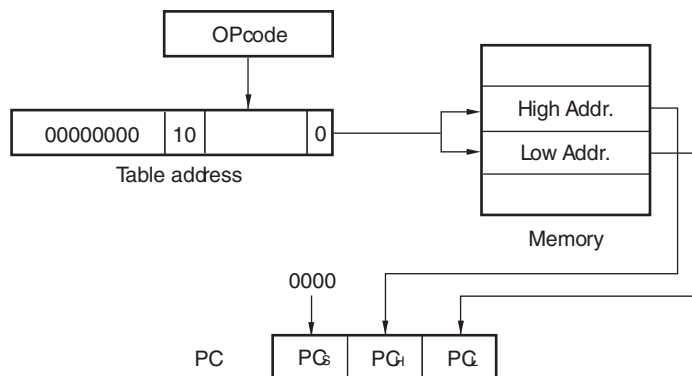 OPcode
00000000 10 0
Table address
High Addr.
Low Addr.
Memory
0000
PC PCS PCH PCL